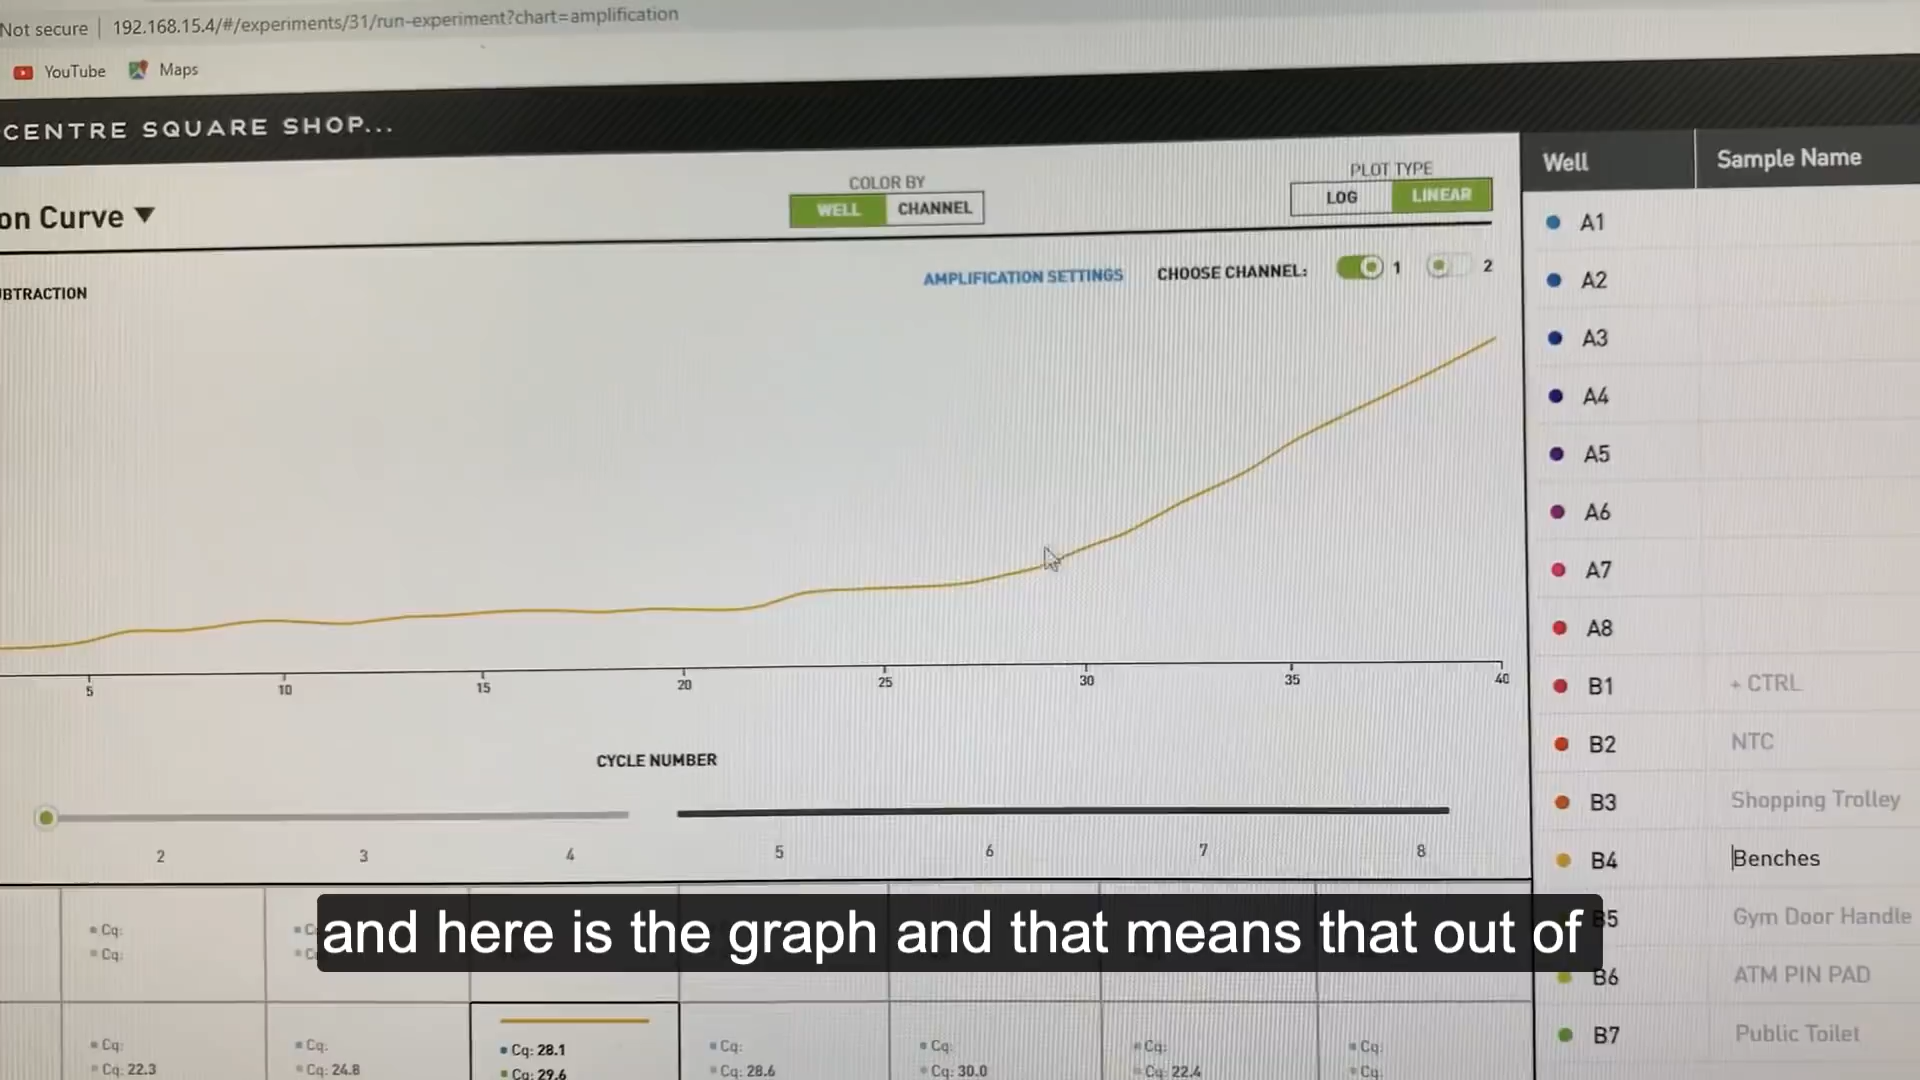 Not secure | 192.168.15.4/#/experiments/31/run-experiment?chart=amplification
YouTube Maps
CENTRE SQUARE SHOP...
on Curve ▼
COLOR BY
WELL CHANNEL
PLOT TYPE
LOG LINEAR
BTRACTION
AMPLIFICATION SETTINGS CHOOSE CHANNEL: 1 2
5 10 15 20 25 30 35 40
CYCLE NUMBER
2 3 4 5 6 7 8
Cq:
Cq:
Cq: Cq: Cq: 28.1 Cq: Cq: Cq: Cq:
Cq: 22.3 Cq: 24.8 Cq: 29.6 Cq: 28.6 Cq: 30.0 Cq: 22.4 Cq:
Well Sample Name
A1
A2
A3
A4
A5
A6
A7
A8
B1 + CTRL
B2 NTC
B3 Shopping Trolley
B4 Benches
B5 Gym Door Handle
B6 ATM PIN PAD
B7 Public Toilet
and here is the graph and that means that out of